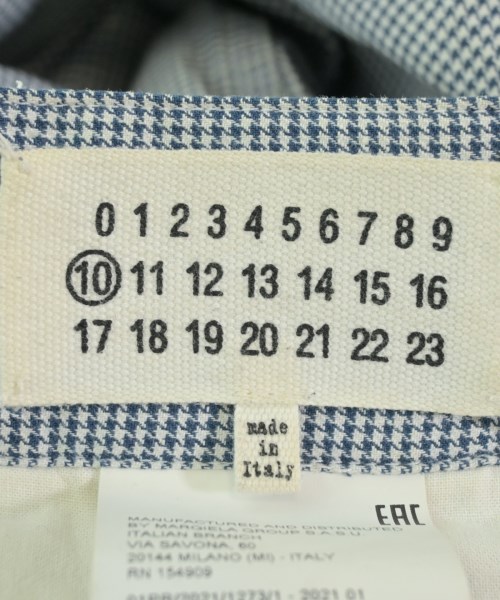 0 1 2 3 4 5 6 7 8 9
10 11 12 13 14 15 16
17 18 19 20 21 22 23
made
in
Italy
EAC
MANUFACTURED AND DISTRIBUTED
BY MARGIELA GROUP S.A.S.U.
ITALIAN BRANCH
VIA SAVONA, 60
20144 MILANO (MI) - ITALY
RN 154909
2021 01